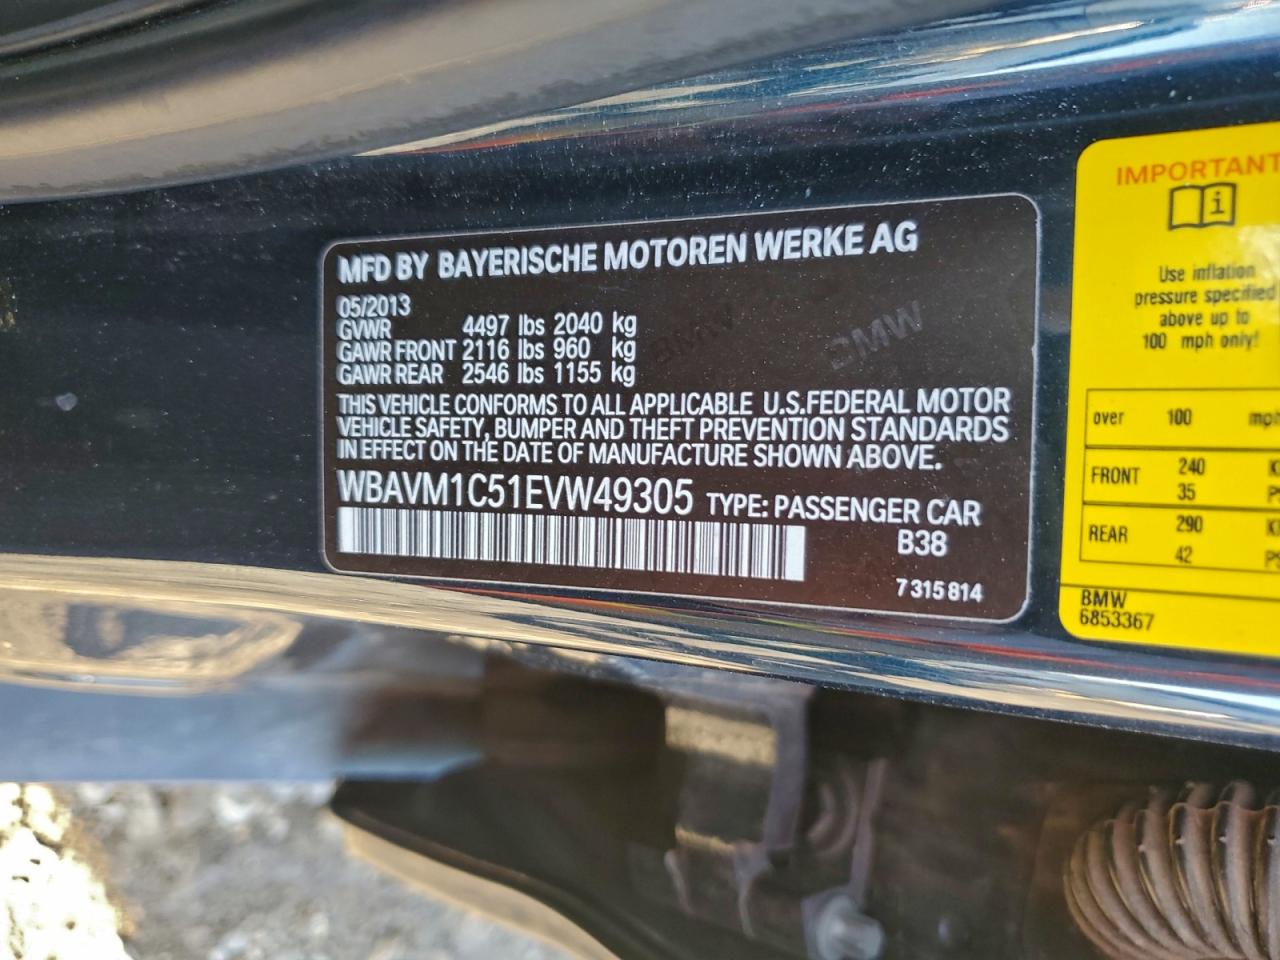 MFD BY BAYERISCHE MOTOREN WERKE AG
05/2013
GVWR 4497 lbs 2040 kg
GAWR FRONT 2116 lbs 960 kg
GAWR REAR 2546 lbs 1155 kg
THIS VEHICLE CONFORMS TO ALL APPLICABLE U.S.FEDERAL MOTOR
VEHICLE SAFETY, BUMPER AND THEFT PREVENTION STANDARDS
IN EFFECT ON THE DATE OF MANUFACTURE SHOWN ABOVE.
WBAVM1C51EVW49305 TYPE: PASSENGER CAR
B38
7 315 814
BMW BMW
IMPORTANT
i
Use inflation
pressure specified
above up to
100 mph only!
over 100
FRONT 240
35
REAR 290
42
BMW
6853367